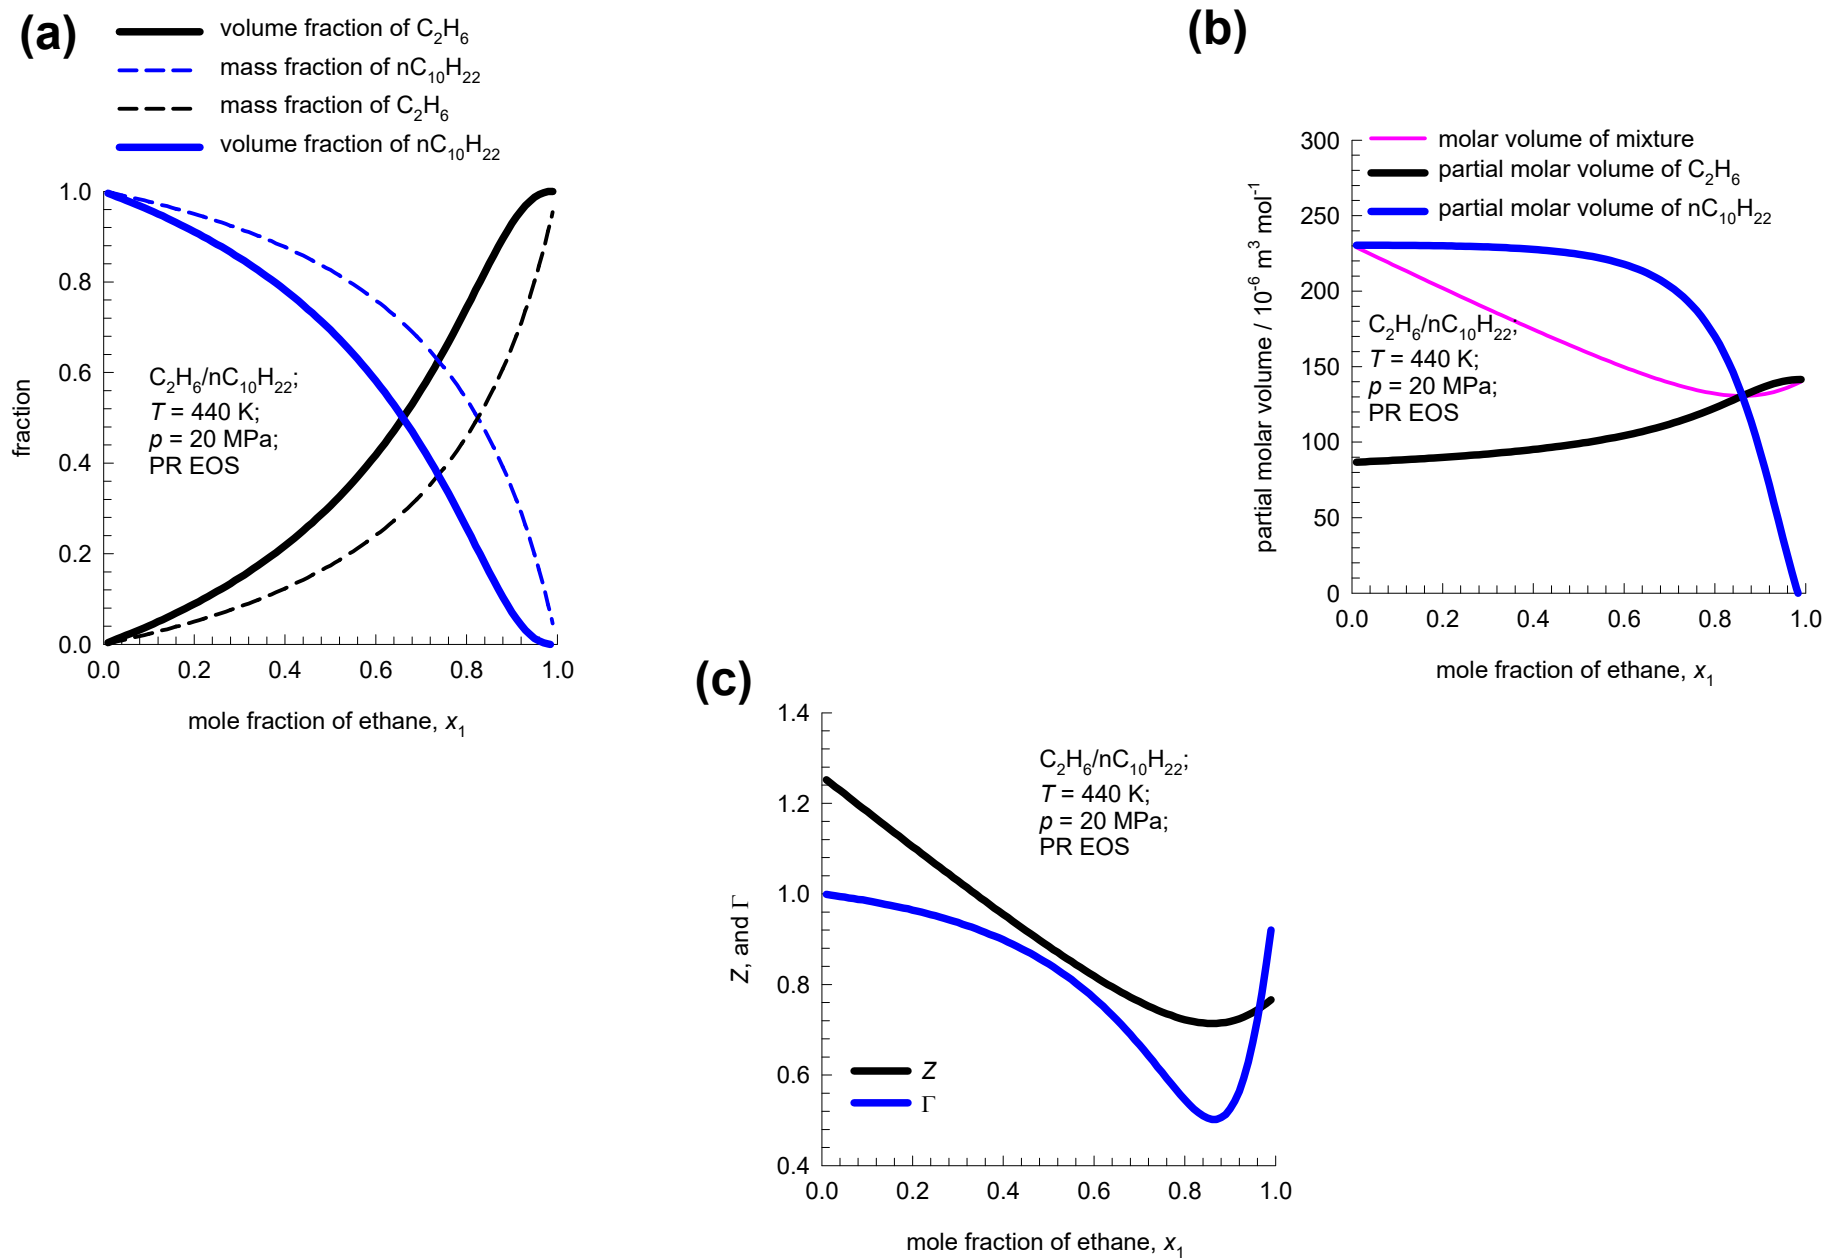 (a)
volume fraction of C₂H₆
mass fraction of nC₁₀H₂₂
mass fraction of C₂H₆
volume fraction of nC₁₀H₂₂
1.0
0.8
0.6
0.4
0.2
0.0
fraction
C₂H₆/nC₁₀H₂₂;
T = 440 K;
p = 20 MPa;
PR EOS
0.0 0.2 0.4 0.6 0.8 1.0
mole fraction of ethane, x₁
(b)
molar volume of mixture
partial molar volume of C₂H₆
partial molar volume of nC₁₀H₂₂
300
250
200
150
100
50
0
partial molar volume / 10⁻⁶ m³ mol⁻¹
C₂H₆/nC₁₀H₂₂;
T = 440 K;
p = 20 MPa;
PR EOS
0.0 0.2 0.4 0.6 0.8 1.0
mole fraction of ethane, x₁
(c)
1.4
1.2
1.0
0.8
0.6
0.4
Z, and Γ
C₂H₆/nC₁₀H₂₂;
T = 440 K;
p = 20 MPa;
PR EOS
Z
Γ
0.0 0.2 0.4 0.6 0.8 1.0
mole fraction of ethane, x₁